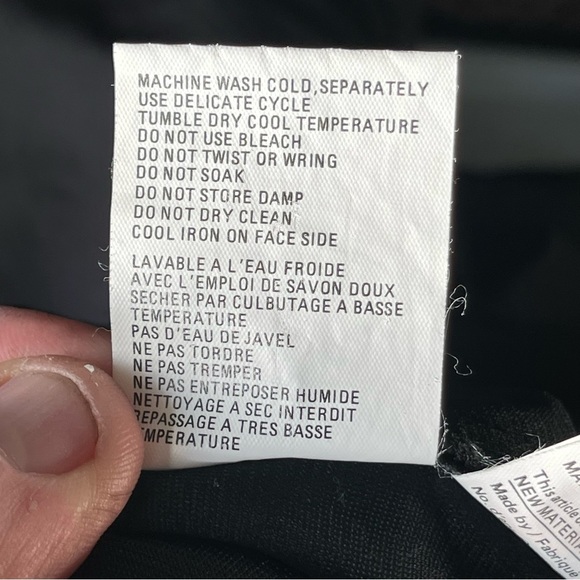 MACHINE WASH COLD,SEPARATELY
USE DELICATE CYCLE
TUMBLE DRY COOL TEMPERATURE
DO NOT USE BLEACH
DO NOT TWIST OR WRING
DO NOT SOAK
DO NOT STORE DAMP
DO NOT DRY CLEAN
COOL IRON ON FACE SIDE
LAVABLE A L'EAU FROIDE
AVEC L'EMPLOI DE SAVON DOUX
SECHER PAR CULBUTAGE A BASSE
TEMPERATURE
PAS D'EAU DE JAVEL
NE PAS TORDRE
NE PAS TREMPER
NE PAS ENTREPOSER HUMIDE
NETTOYAGE A SEC INTERDIT
REPASSAGE A TRES BASSE
EMPERATURE
This article
NEW MATERI
Made by / Fabrique